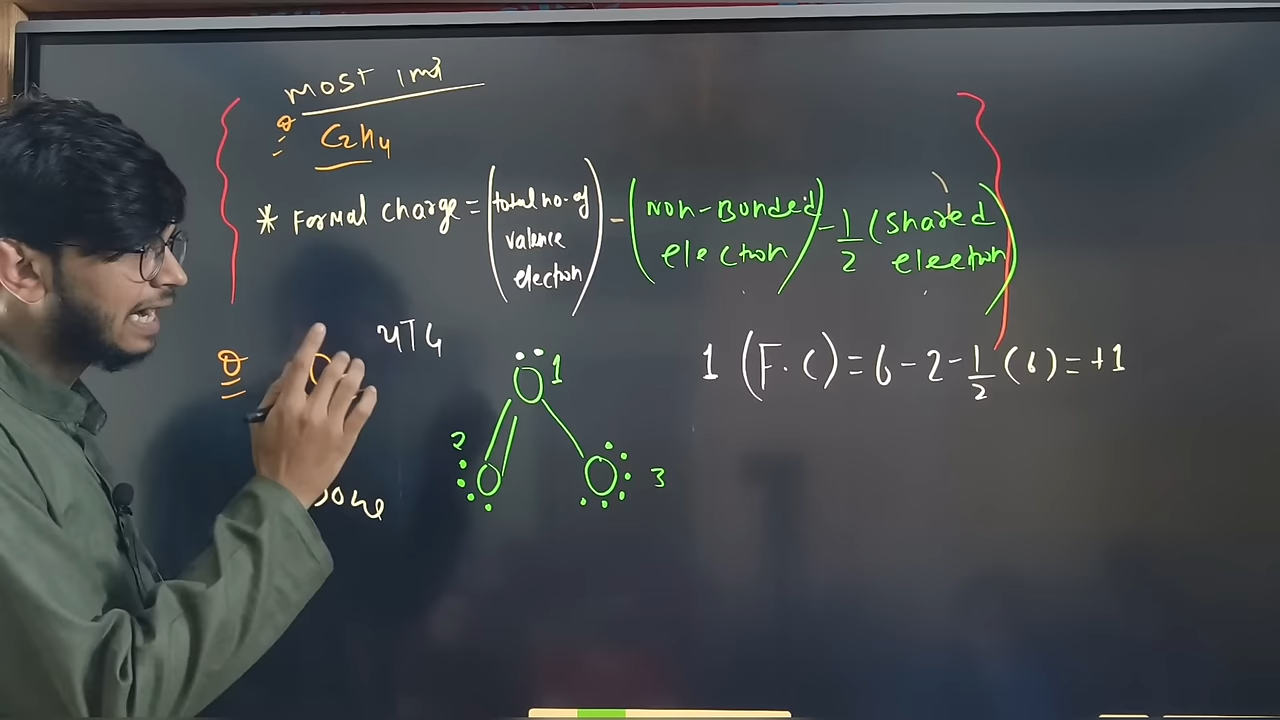 MOST imp
Q C2H4
* Formal charge = (total no. of valence electron) - (Non-Bonded electron) - 1/2 (shared electron)
Q
1
2
3
1 (F.C) = 6 - 2 - 1/2 (6) = +1